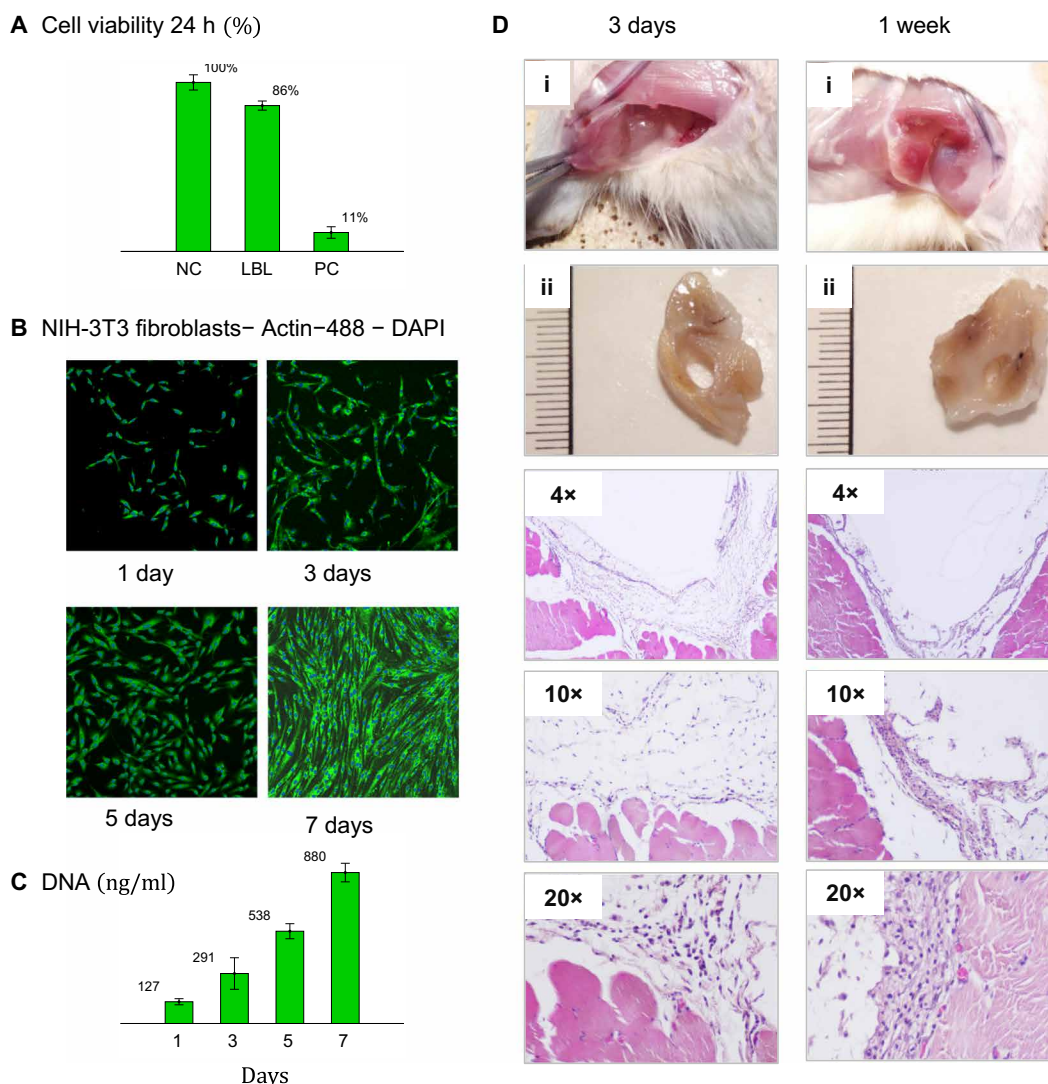 A Cell viability 24 h (%)
100%
86%
11%
NC LBL PC
B NIH-3T3 fibroblasts− Actin−488 − DAPI
1 day 3 days
5 days 7 days
C DNA (ng/ml)
880
538
291
127
1 3 5 7
Days
D 3 days 1 week
i i
ii ii
4× 4×
10× 10×
20× 20×